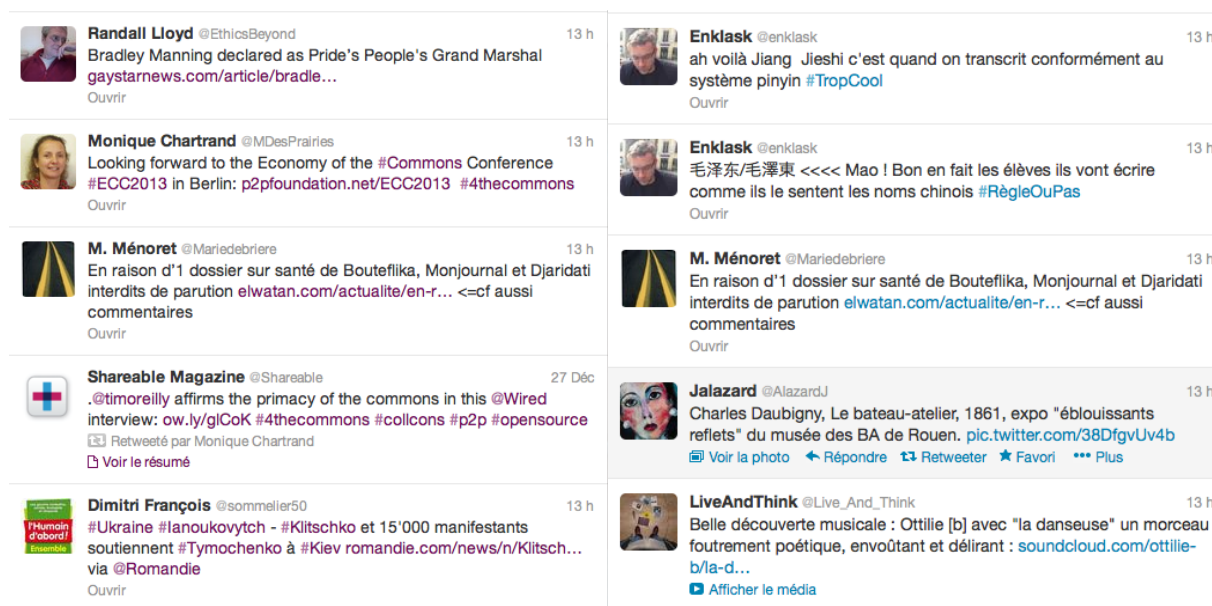 Randall Lloyd @EthicsBeyond 13 h
Bradley Manning declared as Pride's People's Grand Marshal
gaystarnews.com/article/bradle…
Ouvrir
Monique Chartrand @MDesPrairies 13 h
Looking forward to the Economy of the #Commons Conference
#ECC2013 in Berlin: p2pfoundation.net/ECC2013 #4thecommons
Ouvrir
M. Ménoret @Mariedebriere 13 h
En raison d'1 dossier sur santé de Bouteflika, Monjournal et Djaridati
interdits de parution elwatan.com/actualite/en-r… <=cf aussi
commentaires
Ouvrir
Shareable Magazine @Shareable 27 Déc
.@timoreilly affirms the primacy of the commons in this @Wired
interview: ow.ly/glCoK #4thecommons #collcons #p2p #opensource
Retweeté par Monique Chartrand
Voir le résumé
Dimitri François @sommelier50 13 h
l'Humain
d'abord!
Ensemble
#Ukraine #Ianoukovytch - #Klitschko et 15'000 manifestants
soutiennent #Tymochenko à #Kiev romandie.com/news/n/Klitsch…
via @Romandie
Ouvrir
Enklask @enklask 13 h
ah voilà Jiang Jieshi c'est quand on transcrit conformément au
système pinyin #TropCool
Ouvrir
Enklask @enklask 13 h
毛泽东/毛澤東 <<<< Mao ! Bon en fait les élèves ils vont écrire
comme ils le sentent les noms chinois #RègleOuPas
Ouvrir
M. Ménoret @Mariedebriere 13 h
En raison d'1 dossier sur santé de Bouteflika, Monjournal et Djaridati
interdits de parution elwatan.com/actualite/en-r… <=cf aussi
commentaires
Ouvrir
Jalazard @AlazardJ 13 h
Charles Daubigny, Le bateau-atelier, 1861, expo "éblouissants
reflets" du musée des BA de Rouen. pic.twitter.com/38DfgvUv4b
Voir la photo Répondre Retweeter Favori Plus
LiveAndThink @Live_And_Think 13 h
Belle découverte musicale : Ottilie [b] avec "la danseuse" un morceau
foutrement poétique, envoûtant et délirant : soundcloud.com/ottilie-
b/la-d…
Afficher le média